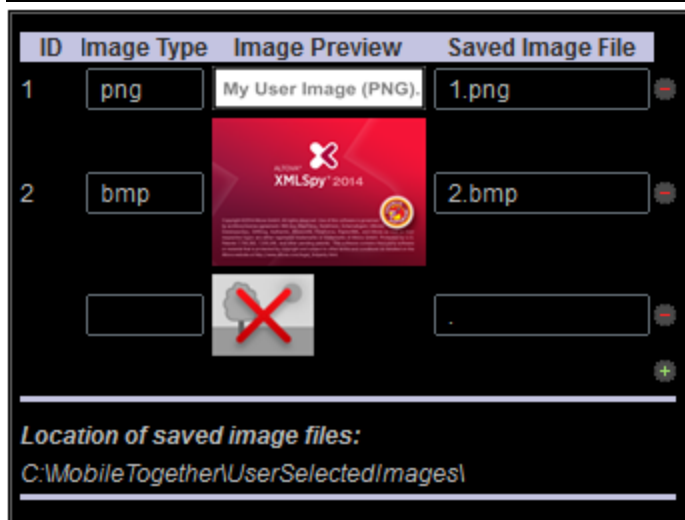 ID Image Type Image Preview Saved Image File
1 png My User Image (PNG). 1.png
ALTOVA®
XMLSpy® 2014
2 bmp 2.bmp
.
Location of saved image files:
C:\MobileTogether\UserSelectedImages\